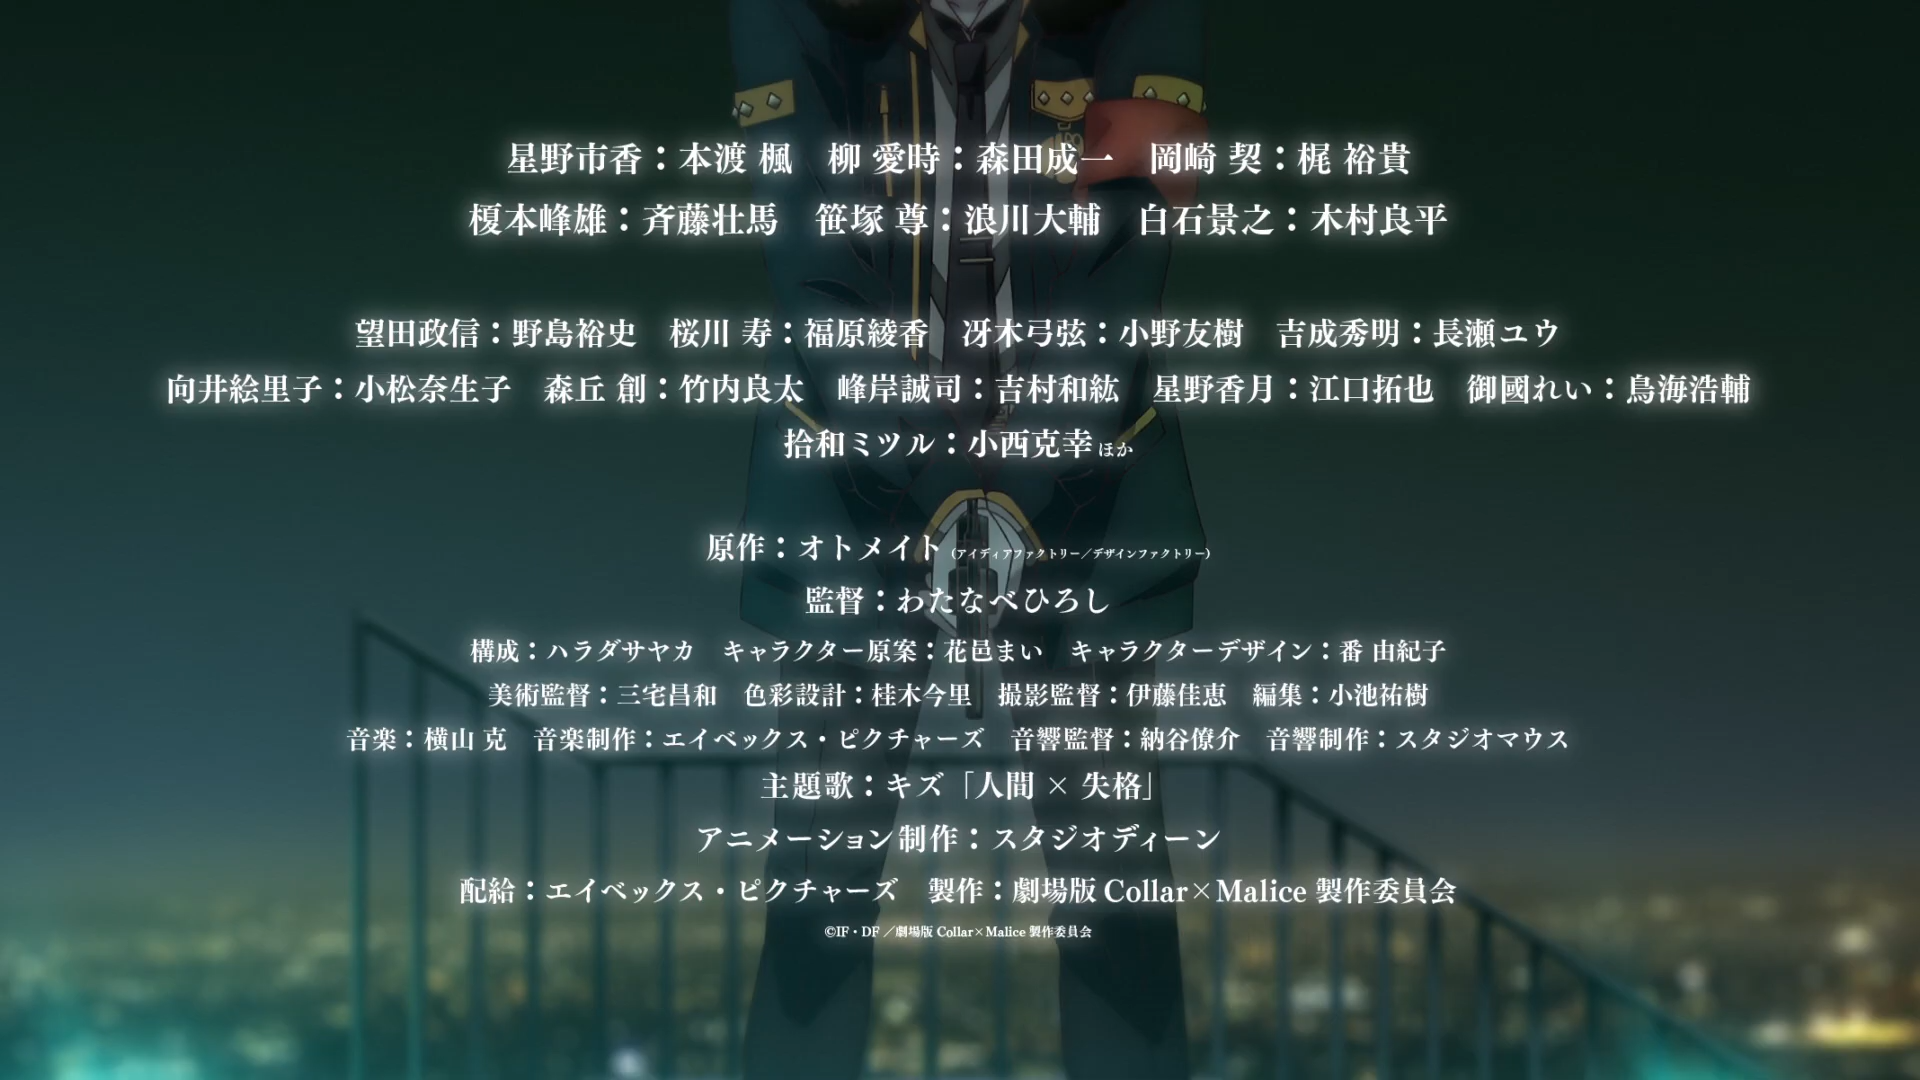 星野市香：本渡 楓　柳 愛時：森田成一　岡崎 契：梶 裕貴
榎本峰雄：斉藤壮馬　笹塚 尊：浪川大輔　白石景之：木村良平
望田政信：野島裕史　桜川 寿：福原綾香　冴木弓弦：小野友樹　吉成秀明：長瀬ユウ
向井絵里子：小松奈生子　森丘 創：竹内良太　峰岸誠司：吉村和紘　星野香月：江口拓也　御國れい：鳥海浩輔
拾和ミツル：小西克幸 ほか
原作：オトメイト（アイディアファクトリー／デザインファクトリー）
監督：わたなべひろし
構成：ハラダサヤカ　キャラクター原案：花邑まい　キャラクターデザイン：番 由紀子
美術監督：三宅昌和　色彩設計：桂木今里　撮影監督：伊藤佳恵　編集：小池祐樹
音楽：横山 克　音楽制作：エイベックス・ピクチャーズ　音響監督：納谷僚介　音響制作：スタジオマウス
主題歌：キズ「人間 × 失格」
アニメーション制作：スタジオディーン
配給：エイベックス・ピクチャーズ　製作：劇場版 Collar×Malice 製作委員会
©IF・DF／劇場版 Collar×Malice 製作委員会